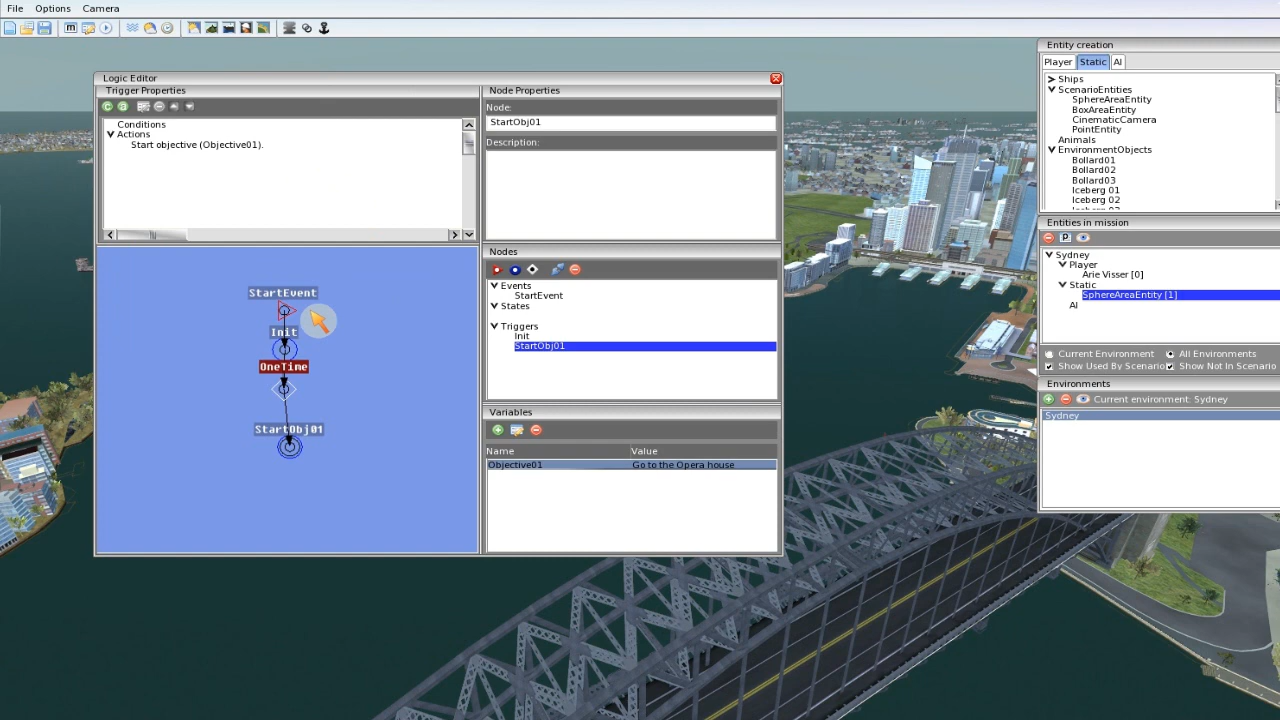 File Options Camera
Logic Editor
Trigger Properties
Conditions
Actions
Start objective (Objective01).
StartEvent
Init
OneTime
StartObj01
Node Properties
Node:
StartObj01
Description:
Nodes
Events
StartEvent
States
Triggers
Init
StartObj01
Variables
Name Value
Objective01 Go to the Opera house
Entity creation
Player Static AI
Ships
ScenarioEntities
SphereAreaEntity
BoxAreaEntity
CinematicCamera
PointEntity
Animals
EnvironmentObjects
Bollard01
Bollard02
Bollard03
Iceberg 01
Iceberg 02
Entities in mission
P
Sydney
Player
Arie Visser [0]
Static
SphereAreaEntity [1]
AI
Current Environment All Environments
Show Used By Scenario Show Not In Scenario
Environments
Current environment: Sydney
Sydney